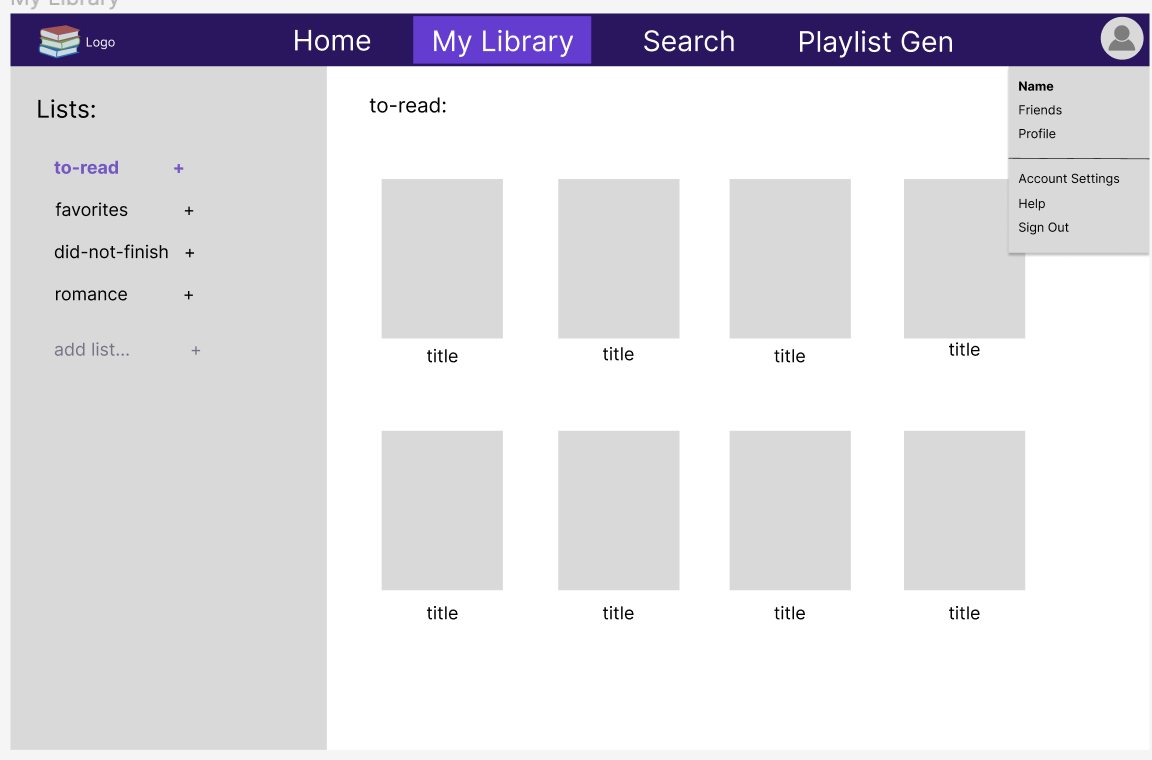 My Library
Logo
Home
My Library
Search
Playlist Gen
Name
Friends
Profile
Account Settings
Help
Sign Out
Lists:
to-read +
favorites +
did-not-finish +
romance +
add list... +
to-read:
title
title
title
title
title
title
title
title